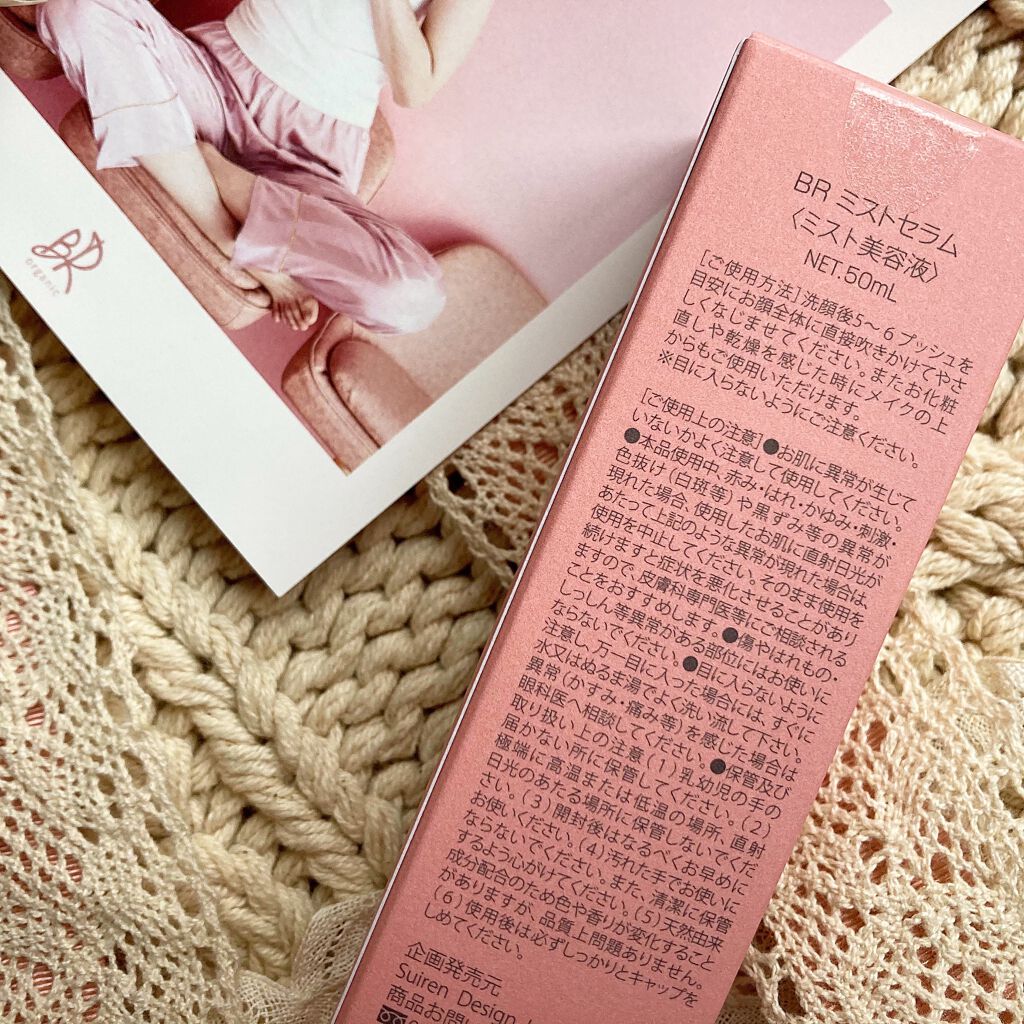 BR
organic
BR ミストセラム
〈ミスト美容液〉
NET.50mL
[ご使用方法]洗顔後5～6プッシュを
目安にお顔全体に直接吹きかけてやさ
しくなじませてください。またお化粧
直しや乾燥を感じた時にメイクの上
からもご使用いただけます。
※目に入らないようにご注意ください。
[ご使用上の注意]●お肌に異常が生じて
いないかよく注意して使用してください。
●本品使用中、赤み・はれ・かゆみ・刺激・
色抜け(白斑等)や黒ずみ等の異常が
現れた場合、使用したお肌に直射日光が
あたって上記のような異常が現れた場合は、
使用を中止してください。そのまま使用を
続けますと症状を悪化させることがあり
ますので、皮膚科専門医等にご相談される
ことをおすすめします。●傷やはれもの・
しっしん等異常がある部位にはお使いに
ならないでください。●目に入らないように
注意し、万一目に入った場合には、すぐに
水又はぬるま湯でよく洗い流して下さい。
異常(かすみ・痛み等)を感じた場合は
眼科医へ相談してください。●保管及び
取り扱い上の注意(1)乳幼児の手の
届かない所に保管してください。(2)
極端に高温または低温の場所、直射
日光のあたる場所に保管しないでくだ
さい。(3)開封後はなるべくお早めに
お使いください。(4)汚れた手でお使いに
ならないでください。また、清潔に保管
するよう心がけてください。(5)天然由来
成分配合のため色や香りが変化すること
がありますが、品質上問題ありません。
(6)使用後は必ずしっかりとキャップを
しめてください。
企画発売元
Suiren Design
商品お問い